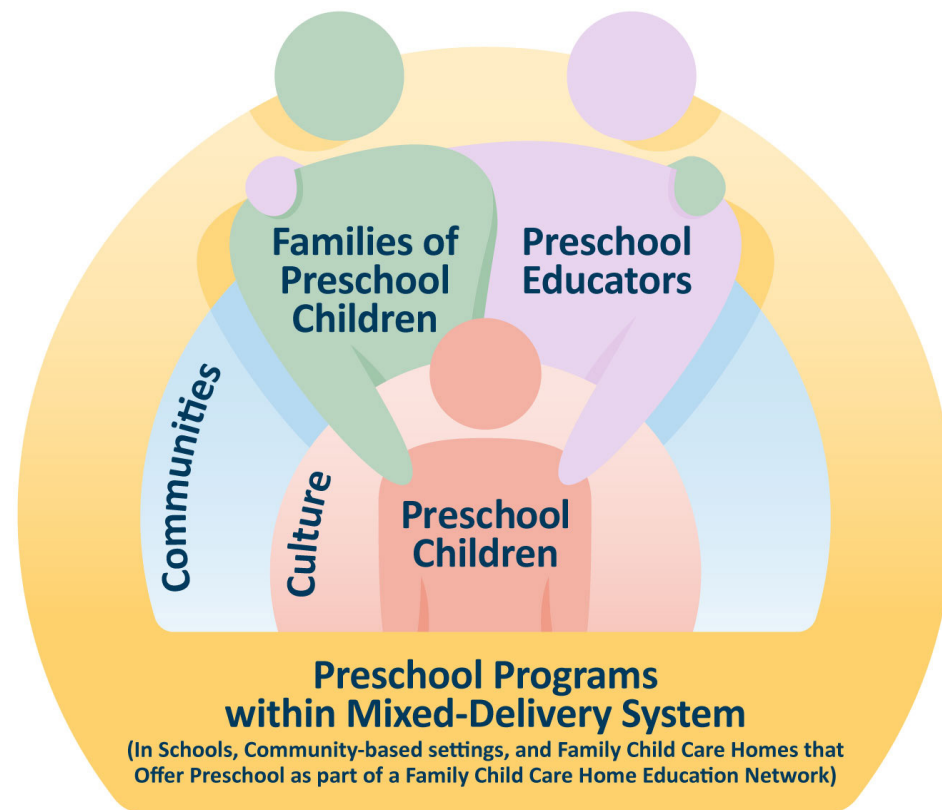 Families of
Preschool
Children
Preschool
Educators
Communities
Culture
Preschool
Children
Preschool Programs
within Mixed-Delivery System
(In Schools, Community-based settings, and Family Child Care Homes that
Offer Preschool as part of a Family Child Care Home Education Network)